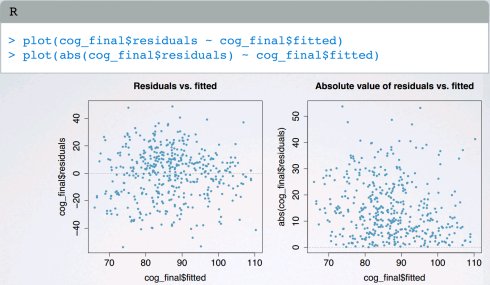 R
> plot(cog_final$residuals ~ cog_final$fitted)
> plot(abs(cog_final$residuals) ~ cog_final$fitted)
Residuals vs. fitted
cog_final$residuals
40
20
0
-20
-40
70 80 90 100 110
cog_final$fitted
Absolute value of residuals vs. fitted
abs(cog_final$residuals)
50
40
30
20
10
0
70 80 90 100 110
cog_final$fitted